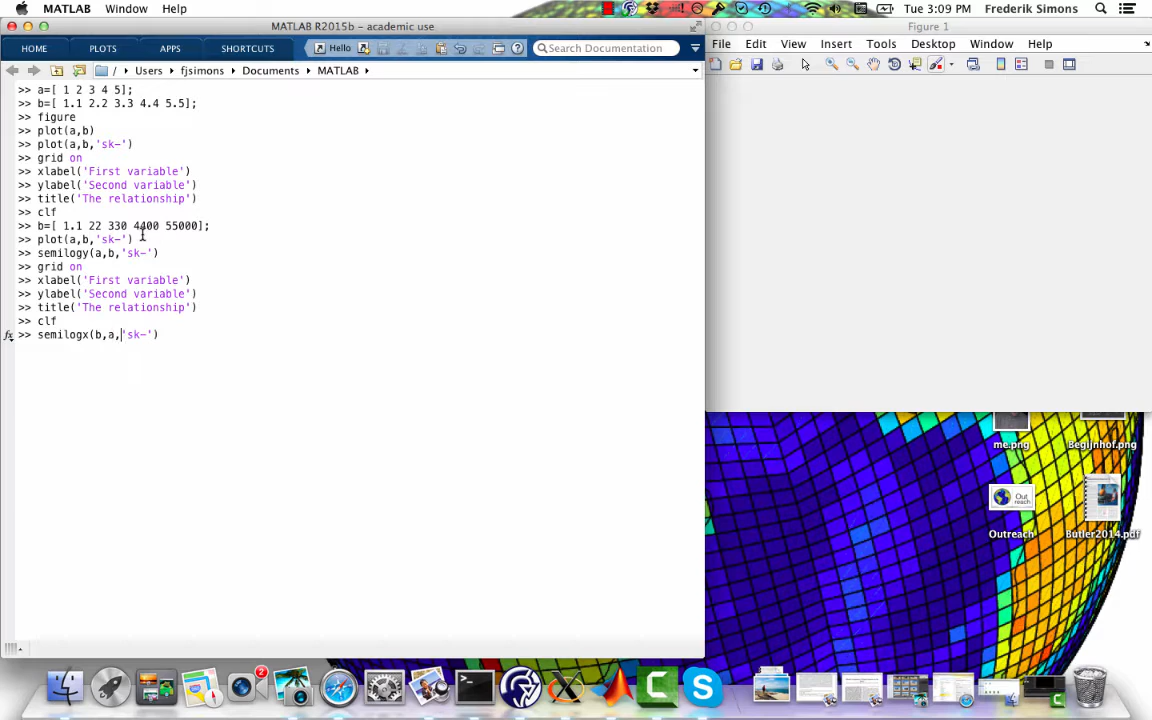 MATLAB Window Help Tue 3:09 PM Frederik Simons
MATLAB R2015b - academic use
Figure 1
HOME PLOTS APPS SHORTCUTS Hello Search Documentation
File Edit View Insert Tools Desktop Window Help
/ Users fjsimons Documents MATLAB
>> a=[ 1 2 3 4 5];
>> b=[ 1.1 2.2 3.3 4.4 5.5];
>> figure
>> plot(a,b)
>> plot(a,b,'sk-')
>> grid on
>> xlabel('First variable')
>> ylabel('Second variable')
>> title('The relationship')
>> clf
>> b=[ 1.1 22 330 4400 55000];
>> plot(a,b,'sk-')
>> semilogy(a,b,'sk-')
>> grid on
>> xlabel('First variable')
>> ylabel('Second variable')
>> title('The relationship')
>> clf
fx >> semilogx(b,a,'sk-')
me.png
Begijnhof.png
Out
reach
Outreach
Butler2014.pdf
2